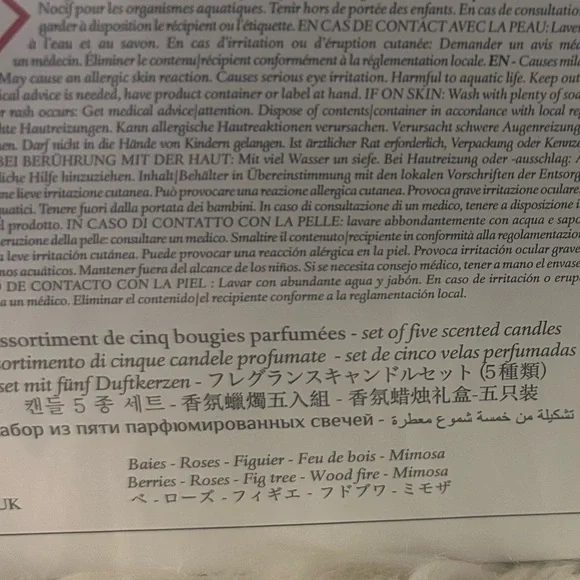 Nocif pour les organismes aquatiques. Tenir hors de portée des enfants. En cas de consultation
garder à disposition le récipient ou l'étiquette. EN CAS DE CONTACT AVEC LA PEAU: Laver
à l'eau et au savon. En cas d'irritation ou d'éruption cutanée: Demander un avis mé
un médecin. Éliminer le contenu/récipient conformément à la réglementation locale. EN - Causes mil
May cause an allergic skin reaction. Causes serious eye irritation. Harmful to aquatic life. Keep out
cal advice is needed, have product container or label at hand. IF ON SKIN: Wash with plenty of soa
r rash occurs: Get medical advice/attention. Dispose of contents/container in accordance with local re
hte Hautreizungen. Kann allergische Hautreaktionen verursachen. Verursacht schwere Augenreizung
en. Darf nicht in die Hände von Kindern gelangen. Ist ärztlicher Rat erforderlich, Verpackung oder Kennze
BEI BERÜHRUNG MIT DER HAUT: Mit viel Wasser un siefe. Bei Hautreizung oder -ausschlag: A
liche Hilfe hinzuziehen. Inhalt/Behälter in Übereinstimmung mit den lokalen Vorschriften der Entsorg
ne lieve irritazione cutanea. Può provocare una reazione allergica cutanea. Provoca grave irritazione oculare.
quatici. Tenere fuori dalla portata dei bambini. In caso di consultazione di un medico, tenere a disposizione i
l prodotto. IN CASO DI CONTATTO CON LA PELLE: lavare abbondantemente con acqua e sapo
eruzione della pelle: consultare un medico. Smaltire il contenuto/recipiente in conformità alla regolamentazion
a leve irritación cutánea. Puede provocar una reacción alérgica en la piel. Provoca irritación ocular grave
nos acuáticos. Mantener fuera del alcance de los niños. Si se necesita consejo médico, tener a mano el envase
O DE CONTACTO CON LA PIEL : Lavar con abundante agua y jabón. En caso de irritación o erup
a un médico. Eliminar el contenido/el recipiente conforme a la reglamentación local.
ssortiment de cinq bougies parfumées - set of five scented candles
sortimento di cinque candele profumate - set de cinco velas perfumadas
set mit fünf Duftkerzen - フレグランスキャンドルセット (5種類)
캔들 5 종 세트 - 香氛蠟燭五入組 - 香氛蜡烛礼盒-五只装
абор из пяти парфюмированных свечей - تشكيلة من خمسة شموع معطرة
Baies - Roses - Figuier - Feu de bois - Mimosa
Berries - Roses - Fig tree - Wood fire - Mimosa
ベ - ローズ - フィギエ - フドブワ - ミモザ
UK